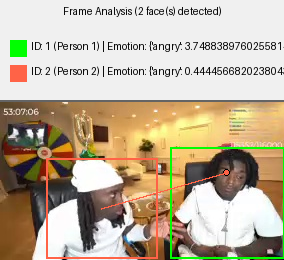 Frame Analysis (2 face(s) detected)
ID: 1 (Person 1) | Emotion: {'angry': 3.7488389760255814
ID: 2 (Person 2) | Emotion: {'angry': 0.4444566820238043
53:07:06